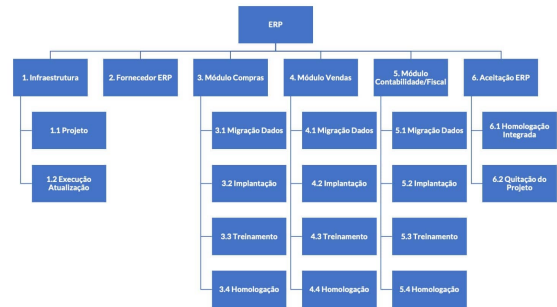 ERP
1. Infraestrutura
2. Fornecedor ERP
3. Módulo Compras
4. Módulo Vendas
5. Módulo
Contabilidade/Fiscal
6. Aceitação ERP
1.1 Projeto
1.2 Execução
Atualização
3.1 Migração Dados
3.2 Implantação
3.3 Treinamento
3.4 Homologação
4.1 Migração Dados
4.2 Implantação
4.3 Treinamento
4.4 Homologação
5.1 Migração Dados
5.2 Implantação
5.3 Treinamento
5.4 Homologação
6.1 Homologação
Integrada
6.2 Quitação do
Projeto